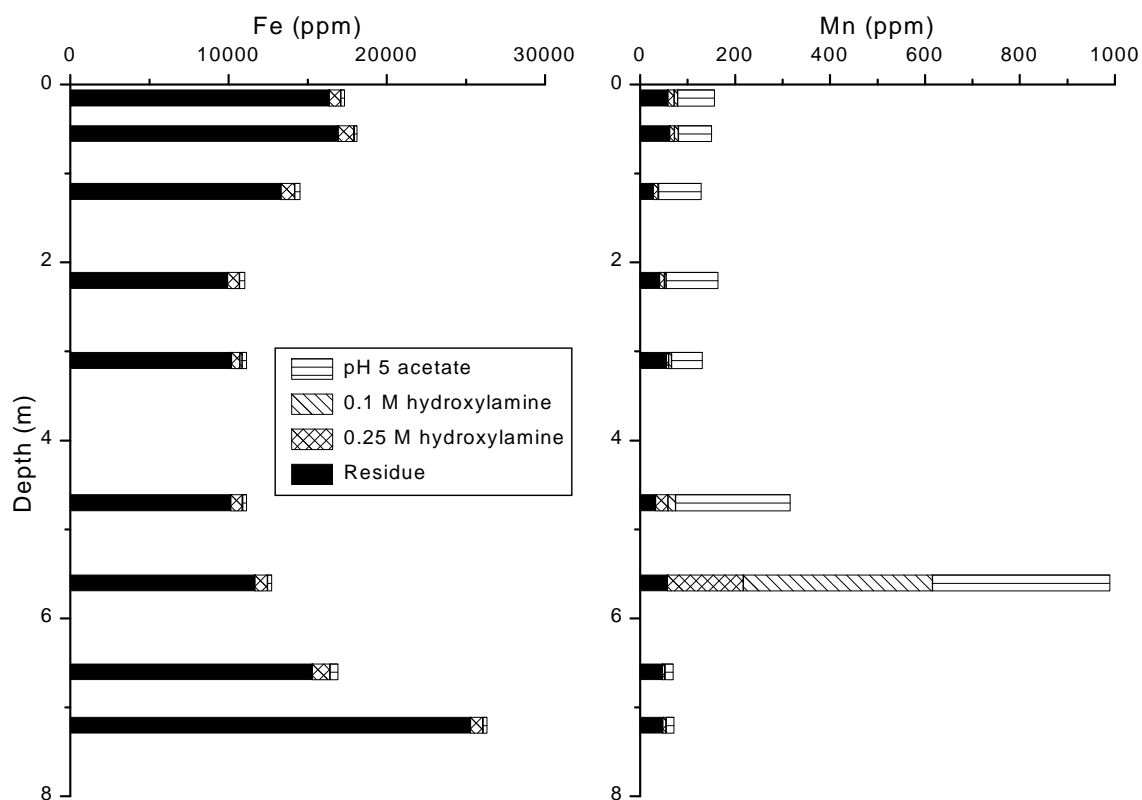 Fe (ppm)
0 10000 20000 30000
Mn (ppm)
0 200 400 600 800 1000
Depth (m)
0
2
4
6
8
pH 5 acetate
0.1 M hydroxylamine
0.25 M hydroxylamine
Residue
0
2
4
6
8